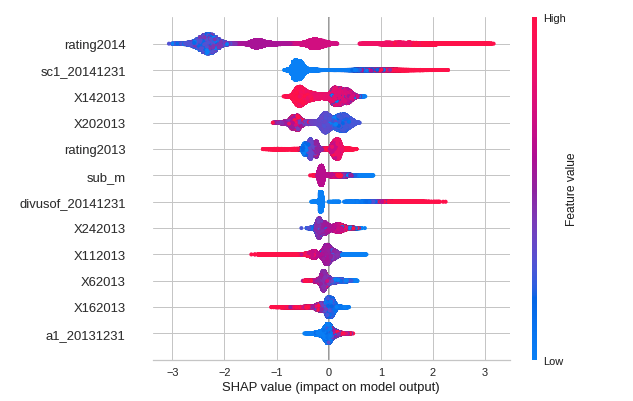 High
rating2014
sc1_20141231
X142013
X202013
rating2013
sub_m
divusof_20141231
X242013
X112013
X62013
X162013
a1_20131231
Feature value
Low
−3 −2 −1 0 1 2 3
SHAP value (impact on model output)